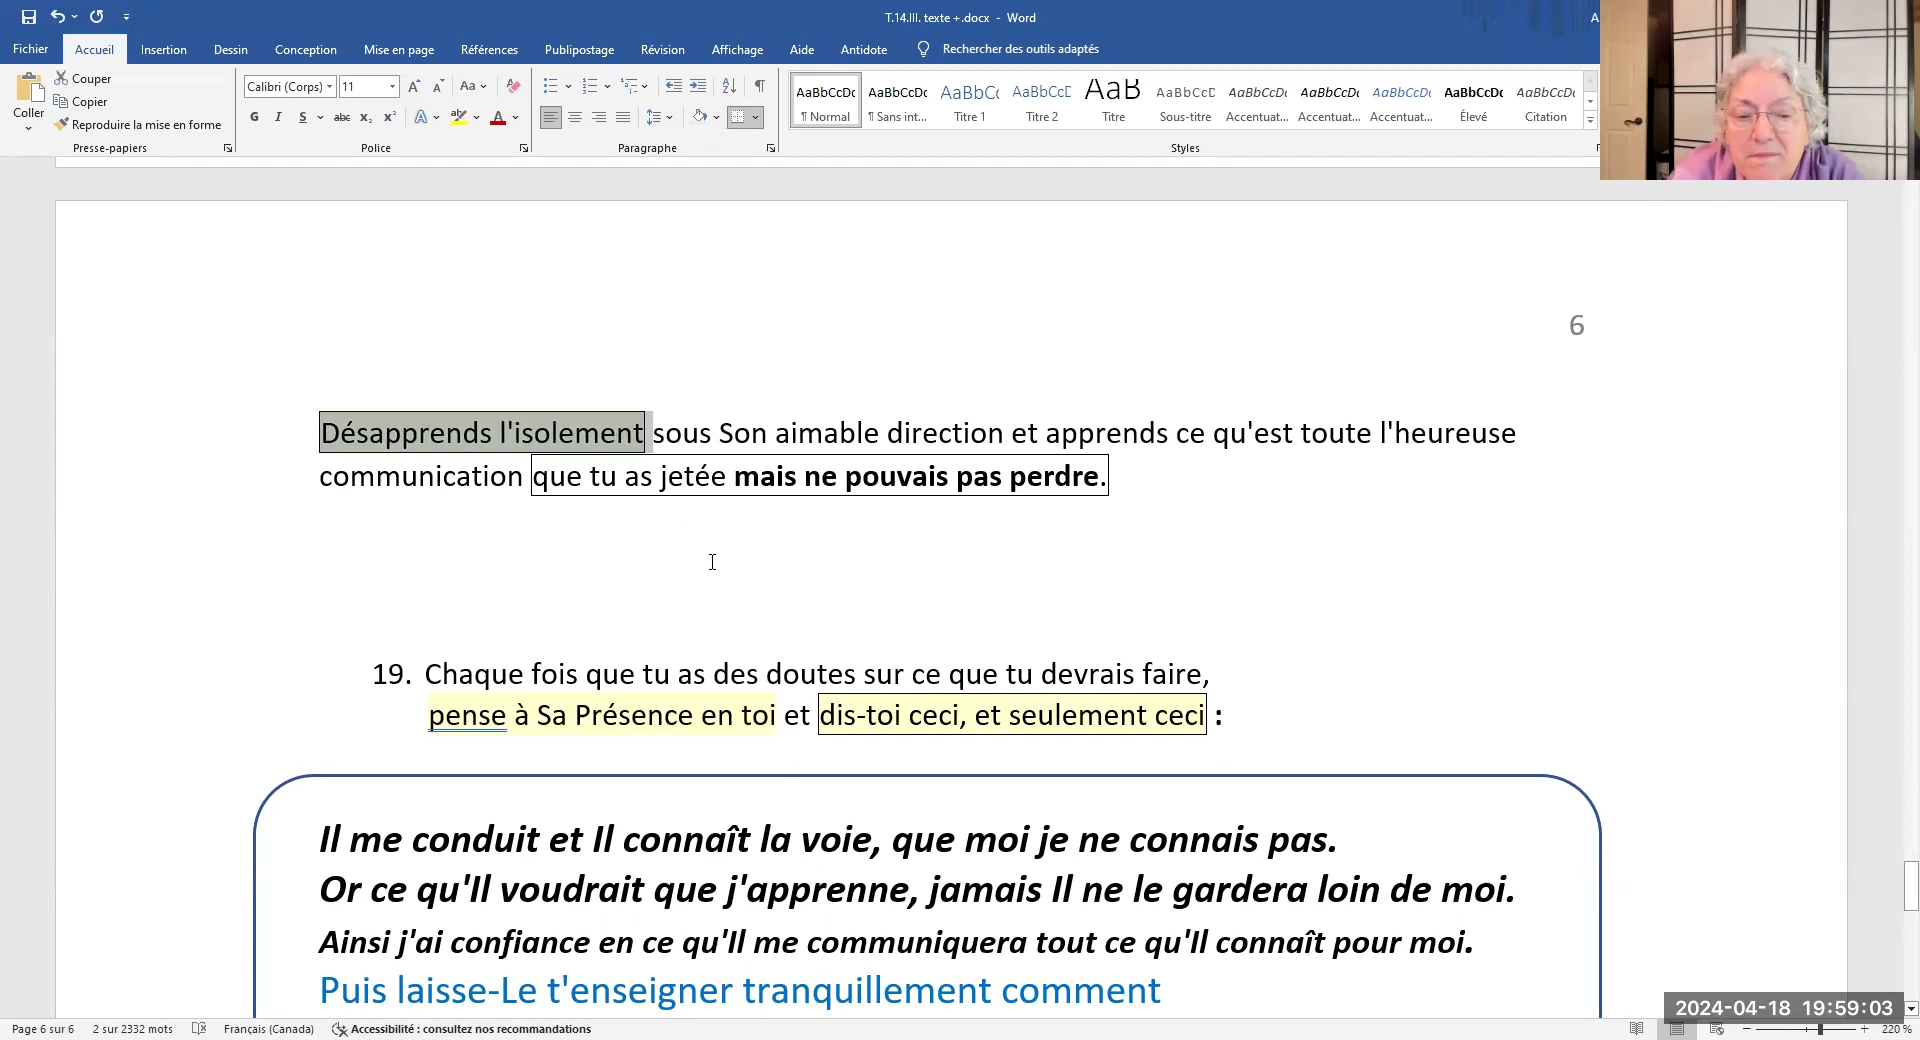 T.14.III. texte +.docx - Word
A
Fichier Accueil Insertion Dessin Conception Mise en page Références Publipostage Révision Affichage Aide Antidote Rechercher des outils adaptés
Coller
Couper
Copier
Reproduire la mise en forme
Presse-papiers
Calibri (Corps) 11
Aa
G I S abc x₂ x² A A
Police
Paragraphe
AaBbCcDc AaBbCcDc AaBbCc AaBbCcD AaB AaBbCcD AaBbCcDc AaBbCcDc AaBbCcDc AaBbCcDc AaBbCcDc
¶ Normal ¶ Sans int... Titre 1 Titre 2 Titre Sous-titre Accentuat... Accentuat... Accentuat... Élevé Citation
Styles
6
Désapprends l'isolement sous Son aimable direction et apprends ce qu'est toute l'heureuse
communication que tu as jetée mais ne pouvais pas perdre.
19. Chaque fois que tu as des doutes sur ce que tu devrais faire,
pense à Sa Présence en toi et dis-toi ceci, et seulement ceci :
Il me conduit et Il connaît la voie, que moi je ne connais pas.
Or ce qu'Il voudrait que j'apprenne, jamais Il ne le gardera loin de moi.
Ainsi j'ai confiance en ce qu'Il me communiquera tout ce qu'Il connaît pour moi.
Puis laisse-Le t'enseigner tranquillement comment
2024-04-18 19:59:03
Page 6 sur 6 2 sur 2332 mots Français (Canada) Accessibilité : consultez nos recommandations 220 %